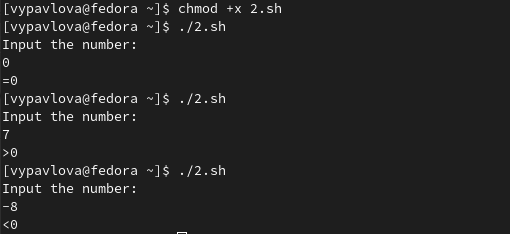 [vypavlova@fedora ~]$ chmod +x 2.sh
[vypavlova@fedora ~]$ ./2.sh
Input the number:
0
=0
[vypavlova@fedora ~]$ ./2.sh
Input the number:
7
>0
[vypavlova@fedora ~]$ ./2.sh
Input the number:
-8
<0